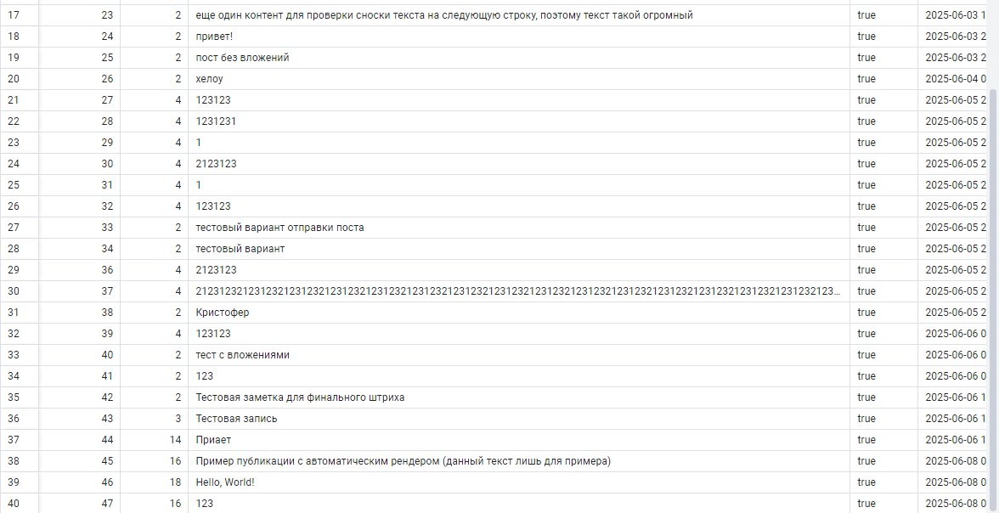 17 23 2 еще один контент для проверки сноски текста на следующую строку, поэтому текст такой огромный true 2025-06-03 1
18 24 2 привет! true 2025-06-03 2
19 25 2 пост без вложений true 2025-06-03 2
20 26 2 хелоу true 2025-06-04 0
21 27 4 123123 true 2025-06-05 2
22 28 4 1231231 true 2025-06-05 2
23 29 4 1 true 2025-06-05 2
24 30 4 2123123 true 2025-06-05 2
25 31 4 1 true 2025-06-05 2
26 32 4 123123 true 2025-06-05 2
27 33 2 тестовый вариант отправки поста true 2025-06-05 2
28 34 2 тестовый вариант true 2025-06-05 2
29 36 4 2123123 true 2025-06-05 2
30 37 4 2123123212312321231232123123212312321231232123123212312321231232123123212312321231232123123212312321231232123... true 2025-06-05 2
31 38 2 Кристофер true 2025-06-05 2
32 39 4 123123 true 2025-06-06 0
33 40 2 тест с вложениями true 2025-06-06 0
34 41 2 123 true 2025-06-06 0
35 42 2 Тестовая заметка для финального штриха true 2025-06-06 1
36 43 3 Тестовая запись true 2025-06-06 1
37 44 14 Приает true 2025-06-06 1
38 45 16 Пример публикации с автоматическим рендером (данный текст лишь для примера) true 2025-06-08 0
39 46 18 Hello, World! true 2025-06-08 0
40 47 16 123 true 2025-06-08 0